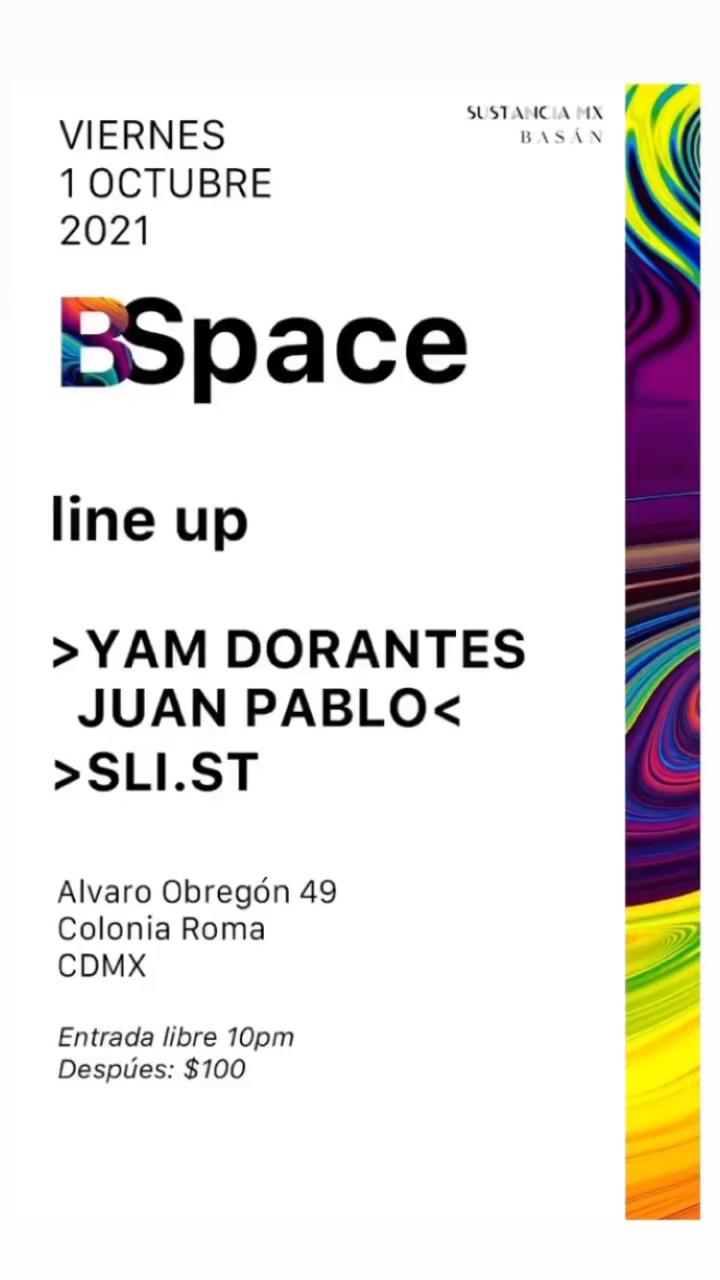 VIERNES
1 OCTUBRE
2021
SUSTANCIA MX
BASÁN
BSpace
line up
>YAM DORANTES
JUAN PABLO<
>SLI.ST
Alvaro Obregón 49
Colonia Roma
CDMX
Entrada libre 10pm
Despúes: $100